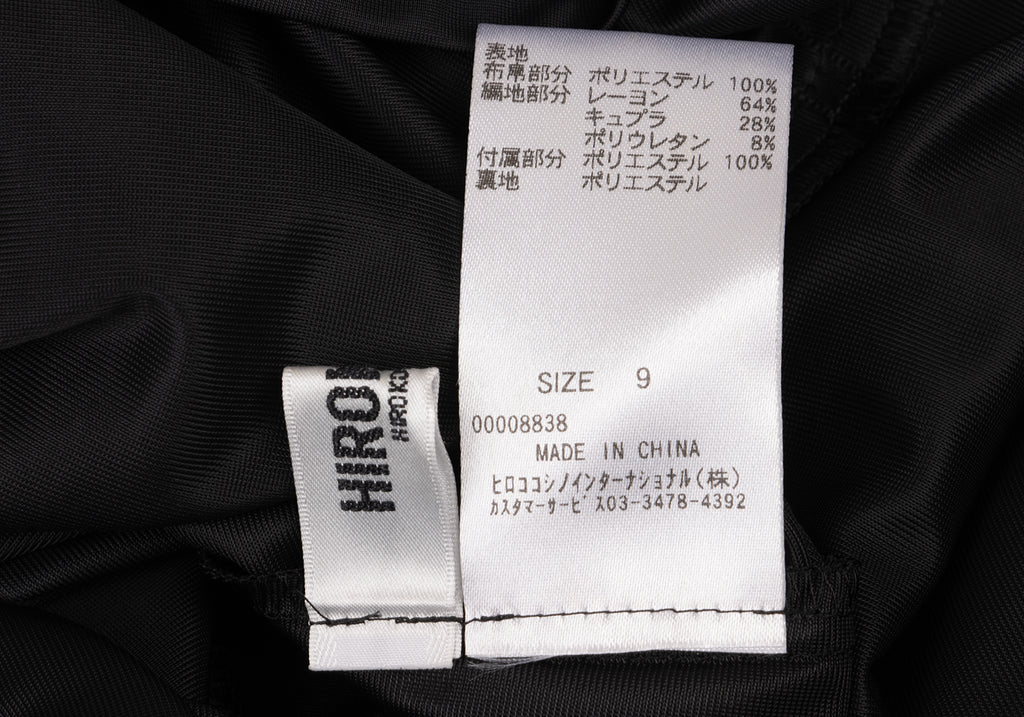 表地
布帛部分 ポリエステル 100%
編地部分 レーヨン 64%
キュプラ 28%
ポリウレタン 8%
付属部分 ポリエステル 100%
裏地 ポリエステル
SIZE 9
00008838
MADE IN CHINA
ヒロココシノインターナショナル(株)
カスタマーサービス03-3478-4392
HIRO
HIRO KO